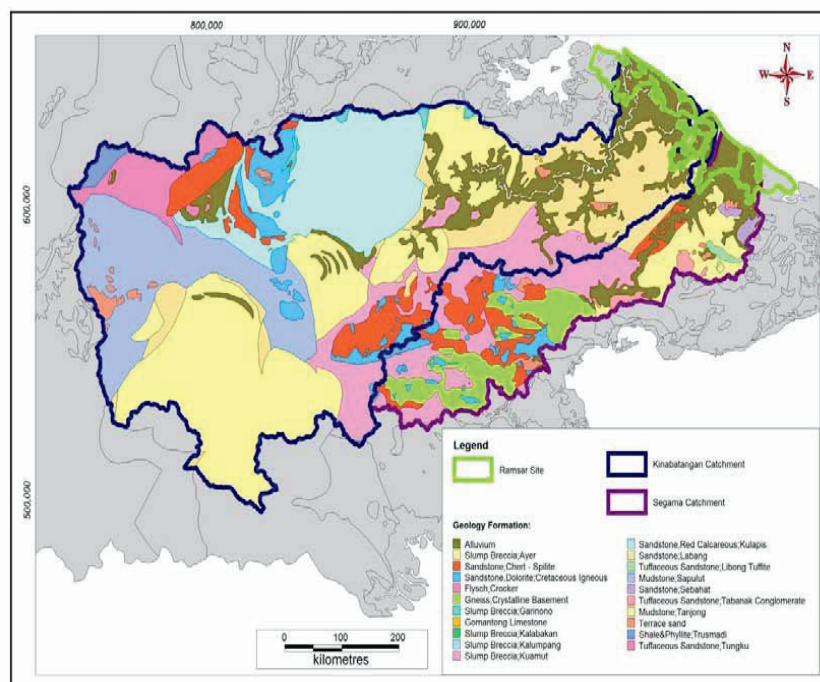 800,000
900,000
N
W E
S
600,000
500,000
Legend
Ramsar Site
Kinabatangan Catchment
Segama Catchment
Geology Formation:
Alluvium
Slump Breccia;Ayer
Sandstone;Chert - Spilite
Sandstone;Dolorite;Cretaceous Igneous
Flysch;Crocker
Gneiss;Crystalline Basement
Slump Breccia;Garinono
Gomantong Limestone
Slump Breccia;Kalabakan
Slump Breccia;Kalumpang
Slump Breccia;Kuamut
Sandstone;Red Calcareous;Kulapis
Sandstone;Labang
Tuffaceous Sandstone;Libong Tuffite
Mudstone;Sapulut
Sandstone;Sebahat
Tuffaceous Sandstone;Tabanak Conglomerate
Mudstone;Tanjong
Terrace sand
Shale&Phyllite;Trusmadi
Tuffaceous Sandstone;Tungku
0 100 200
kilometres